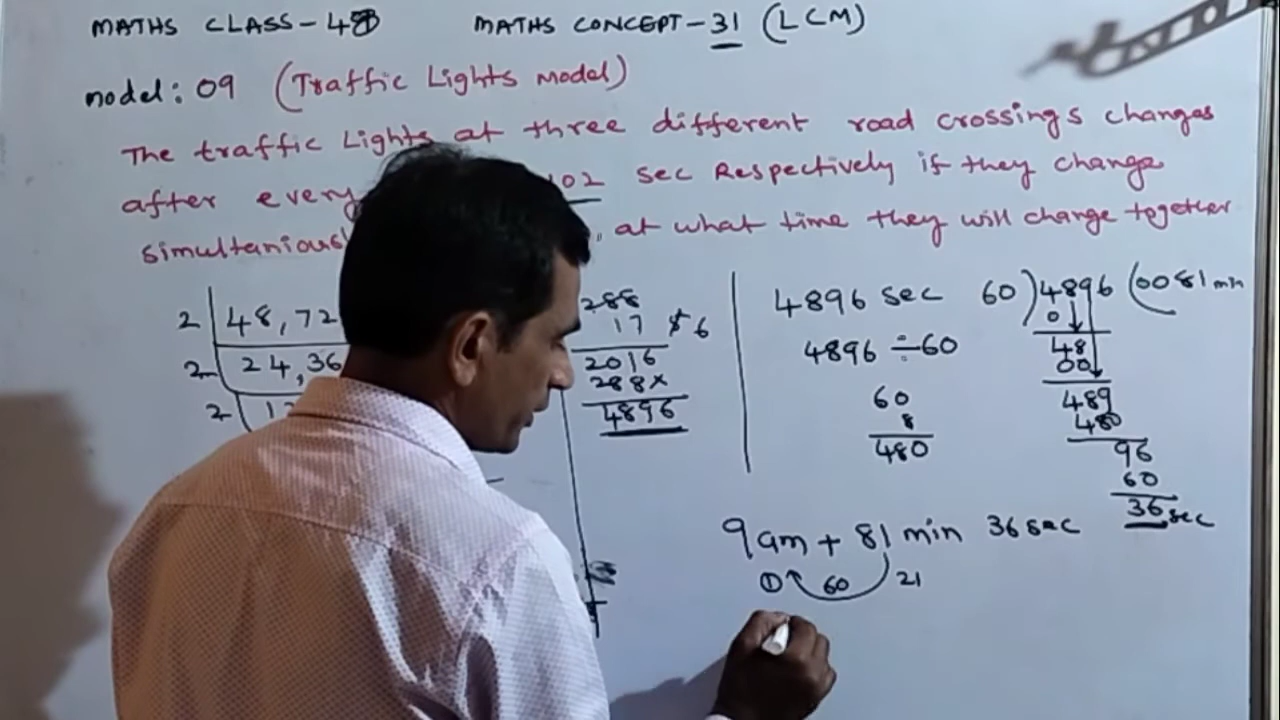 MATHS CLASS-48 MATHS CONCEPT-31 (LCM)
model: 09 (Traffic Lights model)
The traffic Lights at three different road crossings changes
after every 102 sec Respectively if they change
at what time they will change together
2 | 48,72
2 | 24,36
2
288
17 56
2016
288x
4896
4896 sec
4896 ÷ 60
60
8
480
60)4896(0081 min
0
48
00
489
480
96
60
36 sec
9am + 81 min 36 sec
① 60 21